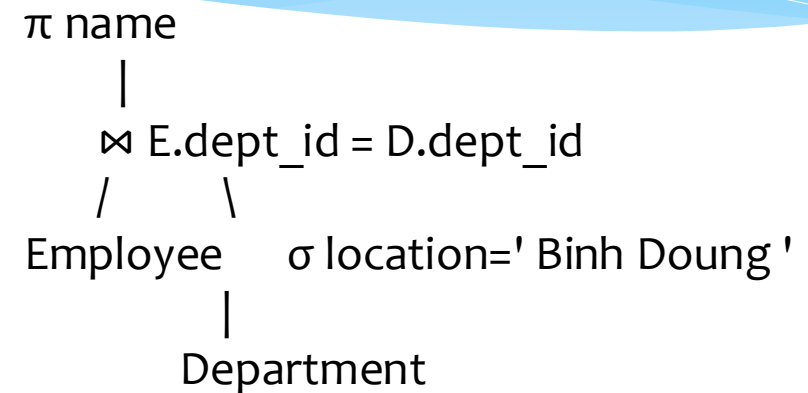 π name
|
⋈ E.dept_id = D.dept_id
/ \
Employee σ location=' Binh Doung '
|
Department